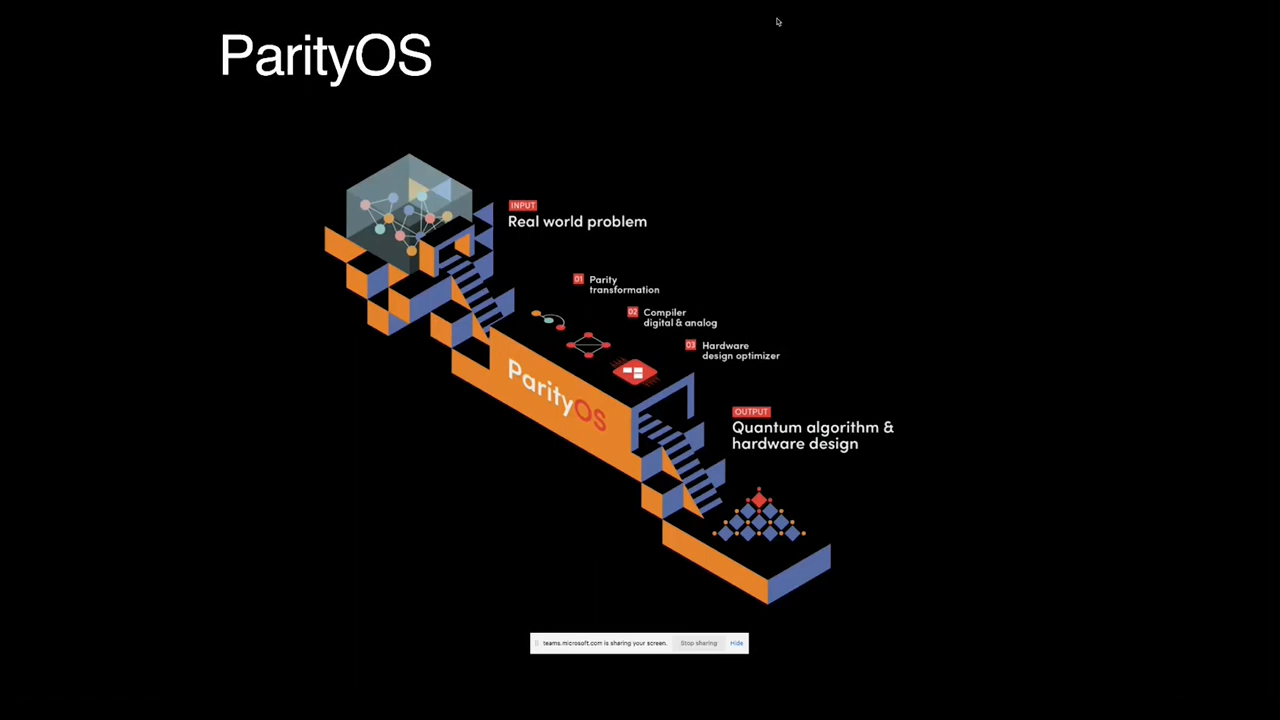 ParityOS
INPUT
Real world problem
01
Parity
transformation
02
Compiler
digital & analog
03
Hardware
design optimizer
ParityOS
OUTPUT
Quantum algorithm &
hardware design
teams.microsoft.com is sharing your screen.
Stop sharing
Hide